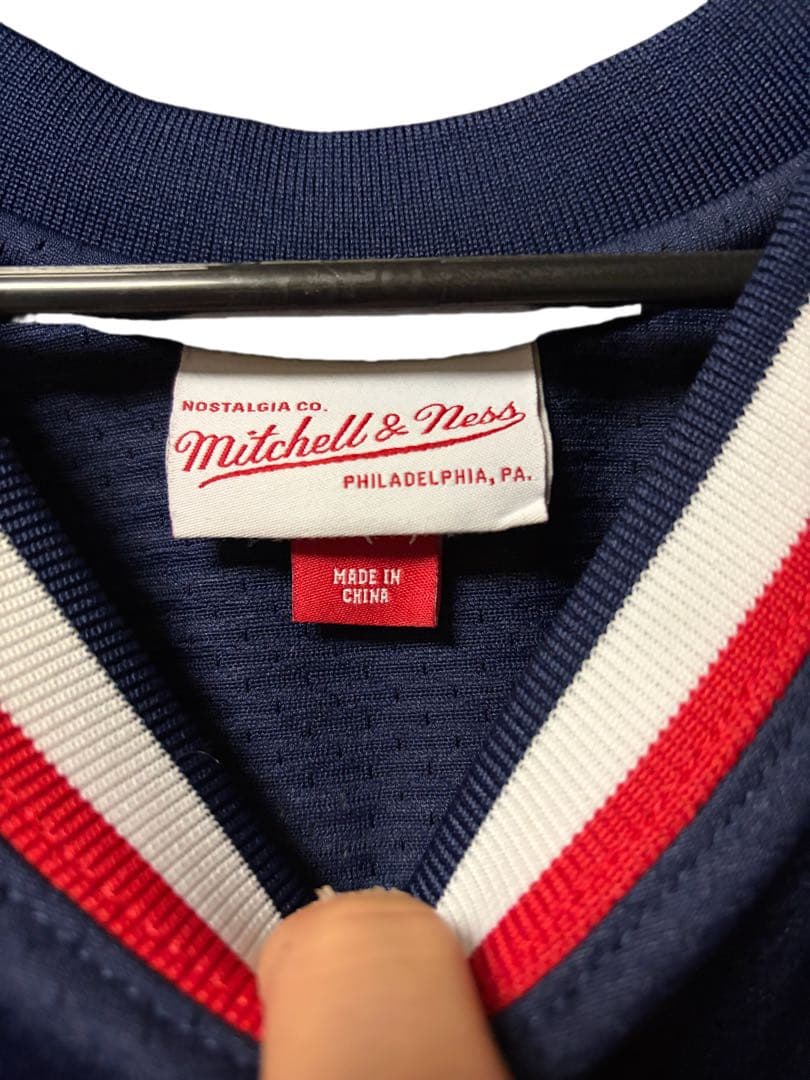 NOSTALGIA CO.
Mitchell & Ness
PHILADELPHIA, PA.
MADE IN
CHINA